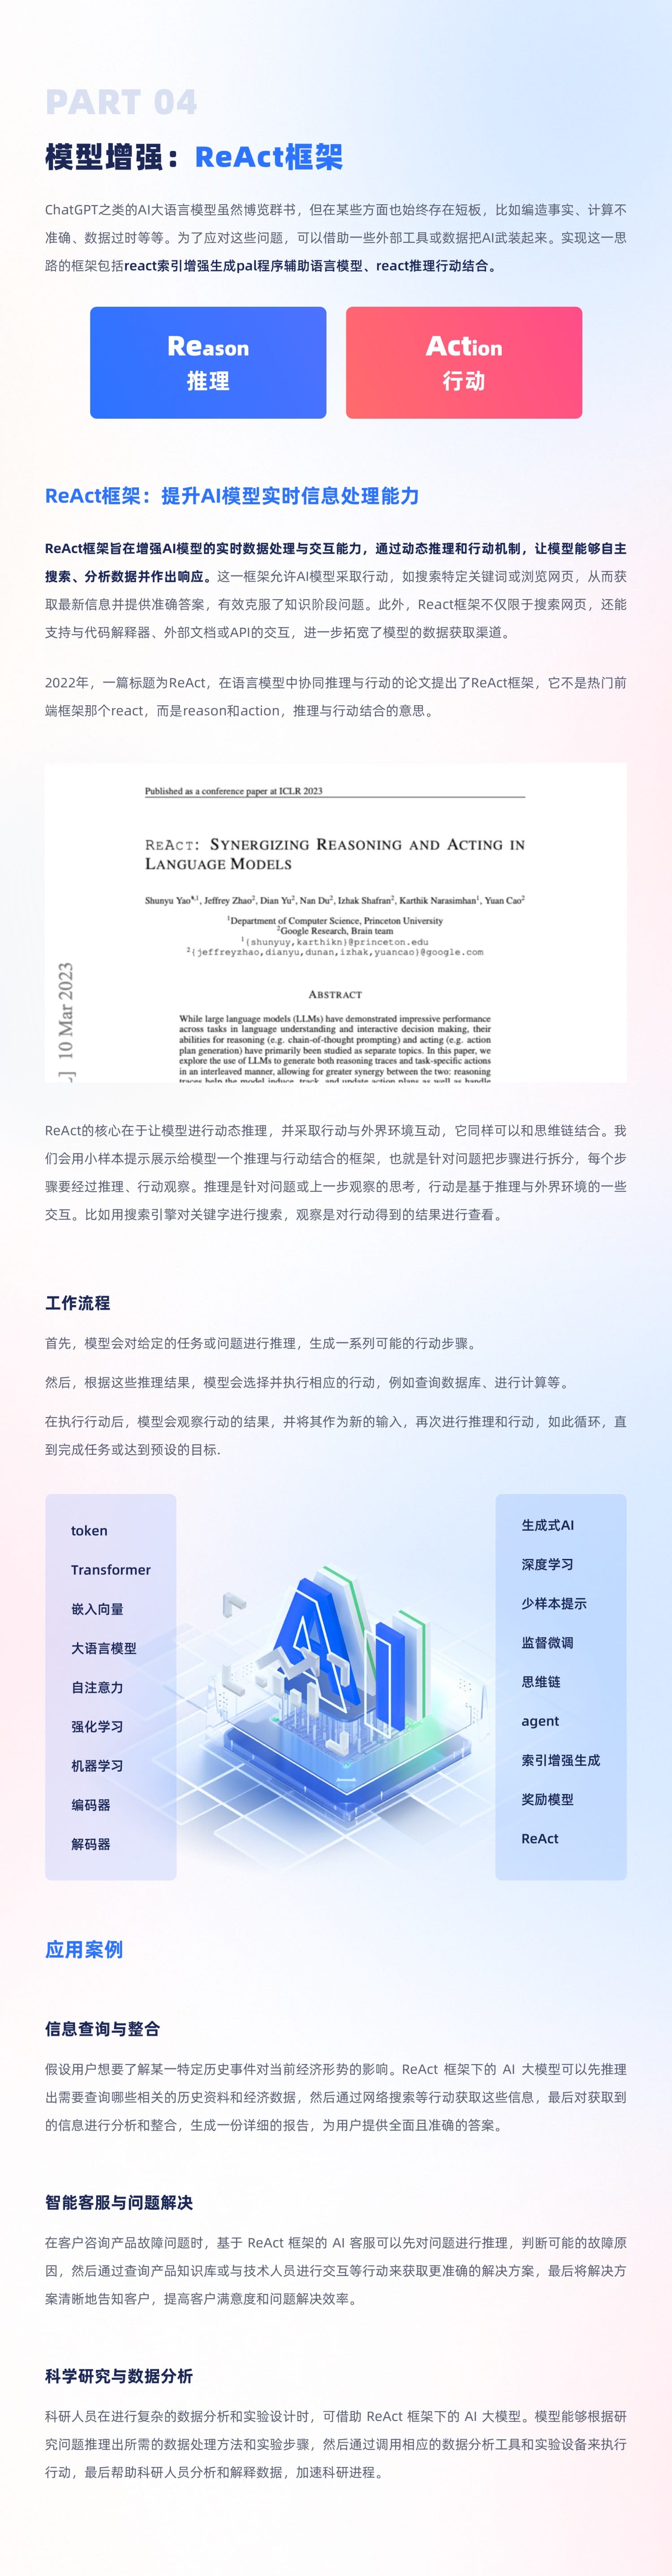 PART 04
模型增强：ReAct框架
ChatGPT之类的AI大语言模型虽然博览群书，但在某些方面也始终存在短板，比如编造事实、计算不
准确、数据过时等等。为了应对这些问题，可以借助一些外部工具或数据把AI武装起来。实现这一思
路的框架包括react索引增强生成pal程序辅助语言模型、react推理行动结合。
Reason
推理
Action
行动
ReAct框架：提升AI模型实时信息处理能力
ReAct框架旨在增强AI模型的实时数据处理与交互能力，通过动态推理和行动机制，让模型能够自主
搜索、分析数据并作出响应。这一框架允许AI模型采取行动，如搜索特定关键词或浏览网页，从而获
取最新信息并提供准确答案，有效克服了知识阶段问题。此外，React框架不仅限于搜索网页，还能
支持与代码解释器、外部文档或API的交互，进一步拓宽了模型的数据获取渠道。
2022年，一篇标题为ReAct，在语言模型中协同推理与行动的论文提出了ReAct框架，它不是热门前
端框架那个react，而是reason和action，推理与行动结合的意思。
Published as a conference paper at ICLR 2023
REACT: SYNERGIZING REASONING AND ACTING IN
LANGUAGE MODELS
Shunyu Yao*,1, Jeffrey Zhao2, Dian Yu2, Nan Du2, Izhak Shafran2, Karthik Narasimhan1, Yuan Cao2
1Department of Computer Science, Princeton University
2Google Research, Brain team
1{shunyuy,karthikn}@princeton.edu
2{jeffreyzhao,dianyu,dunan,izhak,yuancao}@google.com
] 10 Mar 2023
ABSTRACT
While large language models (LLMs) have demonstrated impressive performance
across tasks in language understanding and interactive decision making, their
abilities for reasoning (e.g. chain-of-thought prompting) and acting (e.g. action
plan generation) have primarily been studied as separate topics. In this paper, we
explore the use of LLMs to generate both reasoning traces and task-specific actions
in an interleaved manner, allowing for greater synergy between the two: reasoning
traces help the model induce, track, and update action plans as well as handle
ReAct的核心在于让模型进行动态推理，并采取行动与外界环境互动，它同样可以和思维链结合。我
们会用小样本提示展示给模型一个推理与行动结合的框架，也就是针对问题把步骤进行拆分，每个步
骤要经过推理、行动观察。推理是针对问题或上一步观察的思考，行动是基于推理与外界环境的一些
交互。比如用搜索引擎对关键字进行搜索，观察是对行动得到的结果进行查看。
工作流程
首先，模型会对给定的任务或问题进行推理，生成一系列可能的行动步骤。
然后，根据这些推理结果，模型会选择并执行相应的行动，例如查询数据库、进行计算等。
在执行行动后，模型会观察行动的结果，并将其作为新的输入，再次进行推理和行动，如此循环，直
到完成任务或达到预设的目标.
token
Transformer
嵌入向量
大语言模型
自注意力
强化学习
机器学习
编码器
解码器
AI
生成式AI
深度学习
少样本提示
监督微调
思维链
agent
索引增强生成
奖励模型
ReAct
应用案例
信息查询与整合
假设用户想要了解某一特定历史事件对当前经济形势的影响。ReAct 框架下的 AI 大模型可以先推理
出需要查询哪些相关的历史资料和经济数据，然后通过网络搜索等行动获取这些信息，最后对获取到
的信息进行分析和整合，生成一份详细的报告，为用户提供全面且准确的答案。
智能客服与问题解决
在客户咨询产品故障问题时，基于 ReAct 框架的 AI 客服可以先对问题进行推理，判断可能的故障原
因，然后通过查询产品知识库或与技术人员进行交互等行动来获取更准确的解决方案，最后将解决方
案清晰地告知客户，提高客户满意度和问题解决效率。
科学研究与数据分析
科研人员在进行复杂的数据分析和实验设计时，可借助 ReAct 框架下的 AI 大模型。模型能够根据研
究问题推理出所需的数据处理方法和实验步骤，然后通过调用相应的数据分析工具和实验设备来执行
行动，最后帮助科研人员分析和解释数据，加速科研进程。